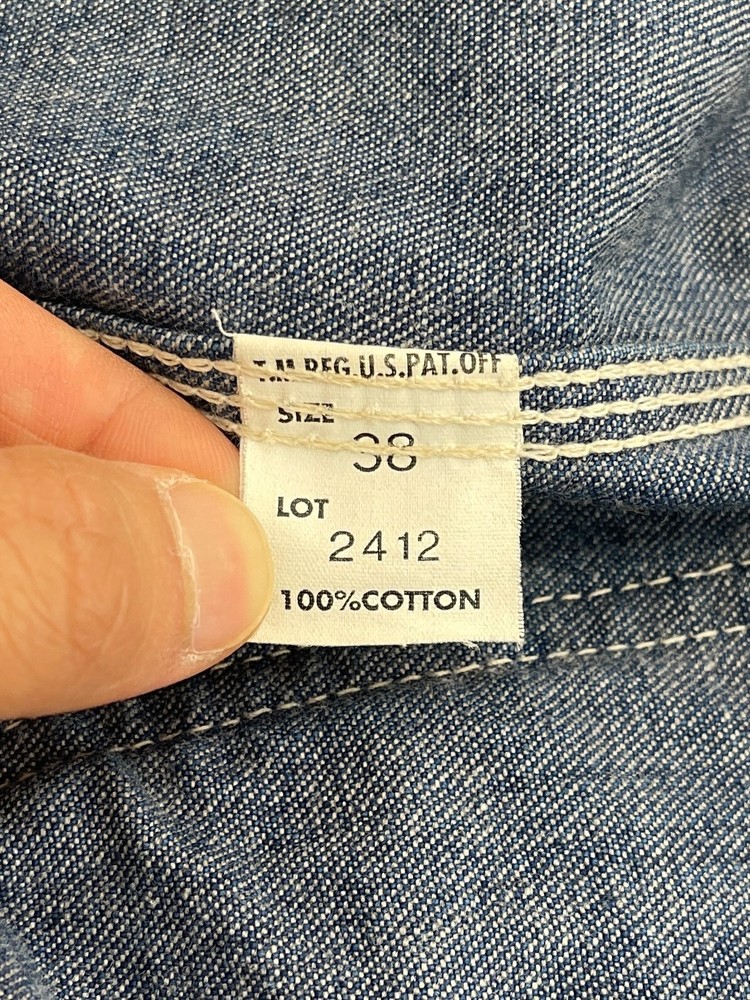 T.M.REG.U.S.PAT.OFF
SIZE
38
LOT
2412
100%COTTON